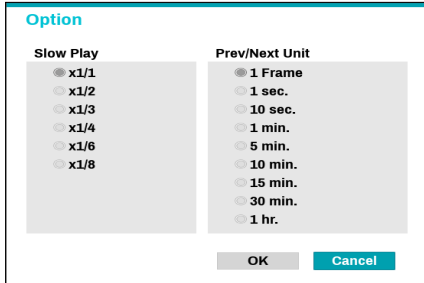 Option
Slow Play
x1/1
x1/2
x1/3
x1/4
x1/6
x1/8
Prev/Next Unit
1 Frame
1 sec.
10 sec.
1 min.
5 min.
10 min.
15 min.
30 min.
1 hr.
OK
Cancel